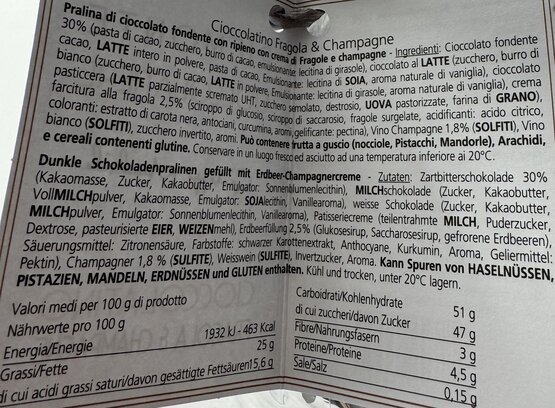 Cioccolatino Fragola & Champagne
Pralina di cioccolato fondente con ripieno con crema di Fragole e champagne - Ingredienti: Cioccolato fondente
30% (pasta di cacao, zucchero, burro di cacao, emulsionante lecitina di girasole), cioccolato al LATTE (zucchero, burro di
cacao, LATTE intero in polvere, pasta di cacao, Emulsionante: lecitina di SOIA, aroma naturale di vaniglia), cioccolato
bianco (zucchero, burro di cacao, LATTE in polvere, Emulsionante: lecitina di girasole, aroma naturale di vaniglia), crema
pasticcera (LATTE parzialmente scremato UHT, zucchero semolato, destrosio, UOVA pastorizzate, farina di GRANO),
farcitura alla fragola 2,5% (sciroppo di glucosio, sciroppo di saccarosio, fragole surgelate, acidificanti: acido citrico,
coloranti: estratto di carota nera, antociani, curcumina, aromi, gelificante: pectina), Vino Champagne 1,8% (SOLFITI), Vino
bianco (SOLFITI), zucchero invertito, aromi. Può contenere frutta a guscio (nocciole, Pistacchi, Mandorle), Arachidi,
e cereali contenenti glutine. Conservare in un luogo fresco ed asciutto ad una temperatura inferiore ai 20°C.
Dunkle Schokoladenpralinen gefüllt mit Erdbeer-Champagnercreme - Zutaten: Zartbitterschokolade 30%
(Kakaomasse, Zucker, Kakaobutter, Emulgator: Sonnenblumenlecithin), MILCHschokolade (Zucker, Kakaobutter,
VollMILCHpulver, Kakaomasse, Emulgator: SOJAlecithin, Vanillearoma), weisse Schokolade (Zucker, Kakaobutter,
MILCHpulver, Emulgator: Sonnenblumenlecithin, Vanillearoma), Patisseriecreme (teilentrahmte MILCH, Puderzucker,
Dextrose, pasteurisierte EIER, WEIZENmehl), Erdbeerfüllung 2,5% (Glukosesirup, Saccharosesirup, gefrorene Erdbeeren),
Säuerungsmittel: Zitronensäure, Farbstoffe: schwarzer Karottenextrakt, Anthocyane, Kurkumin, Aroma, Geliermittel:
Pektin), Champagner 1,8 % (SULFITE), Weisswein (SULFITE), Invertzucker, Aroma. Kann Spuren von HASELNÜSSEN,
PISTAZIEN, MANDELN, ERDNÜSSEN und GLUTEN enthalten. Kühl und trocken, unter 20°C lagern.
Valori medi per 100 g di prodotto
Nährwerte pro 100 g
Energia/Energie 1932 kJ - 463 Kcal
Grassi/Fette 25 g
di cui acidi grassi saturi/davon gesättigte Fettsäuren 15,6 g
Carboidrati/Kohlenhydrate 51 g
di cui zuccheri/davon Zucker 47 g
Fibre/Nahrungsfasern 3 g
Proteine/Proteine 4,5 g
Sale/Salz 0,15 g